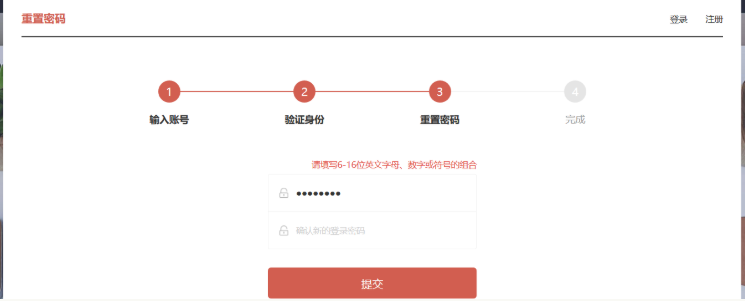 重置密码
登录 注册
1 2 3 4
输入账号 验证身份 重置密码 完成
请填写6-16位英文字母、数字或符号的组合
••••••••
确认新的登录密码
提交